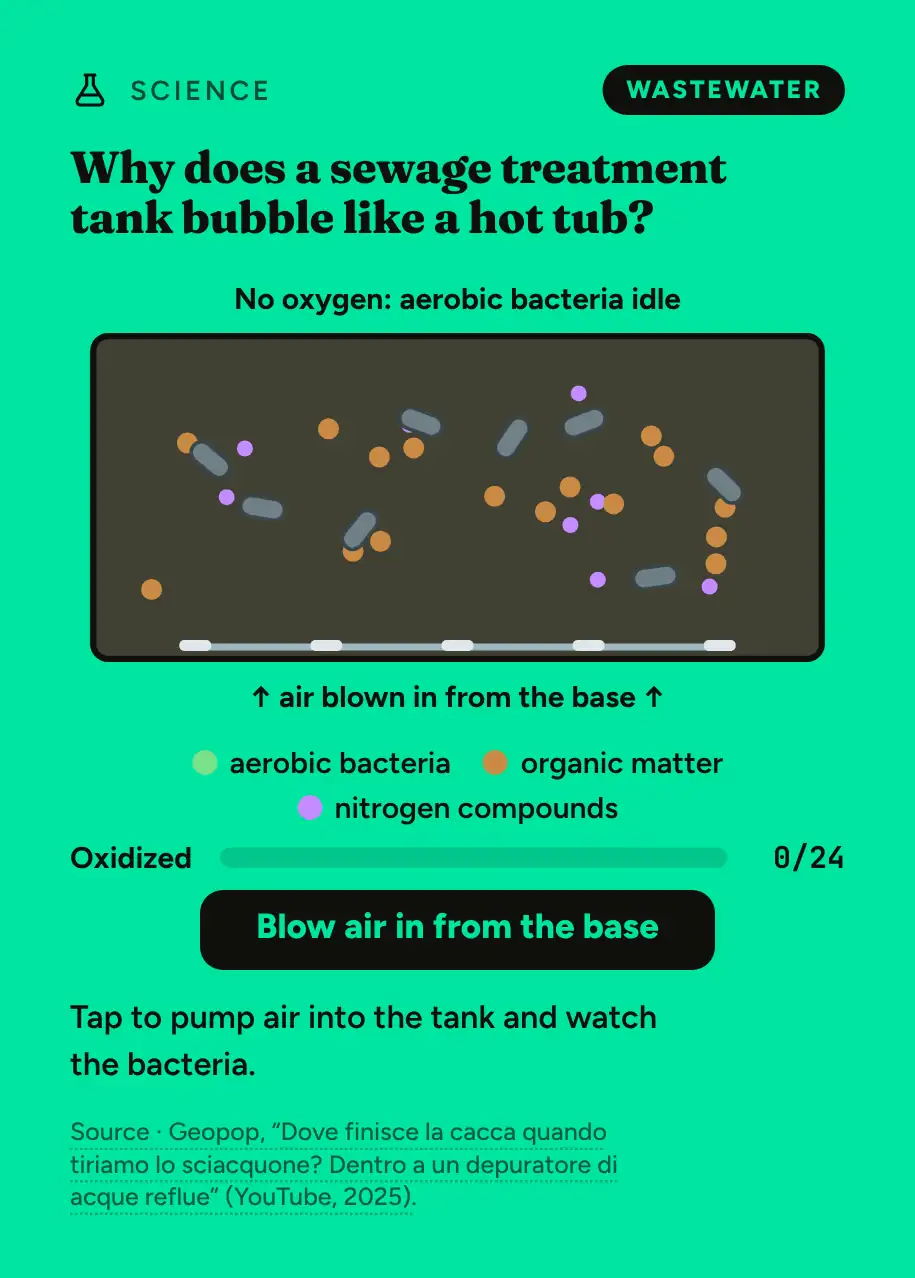 SCIENCE
WASTEWATER
Why does a sewage treatment
tank bubble like a hot tub?
No oxygen: aerobic bacteria idle
↑ air blown in from the base ↑
aerobic bacteria
organic matter
nitrogen compounds
Oxidized
0/24
Blow air in from the base
Tap to pump air into the tank and watch
the bacteria.
Source · Geopop, “Dove finisce la cacca quando
tiriamo lo sciacquone? Dentro a un depuratore di
acque reflue” (YouTube, 2025).